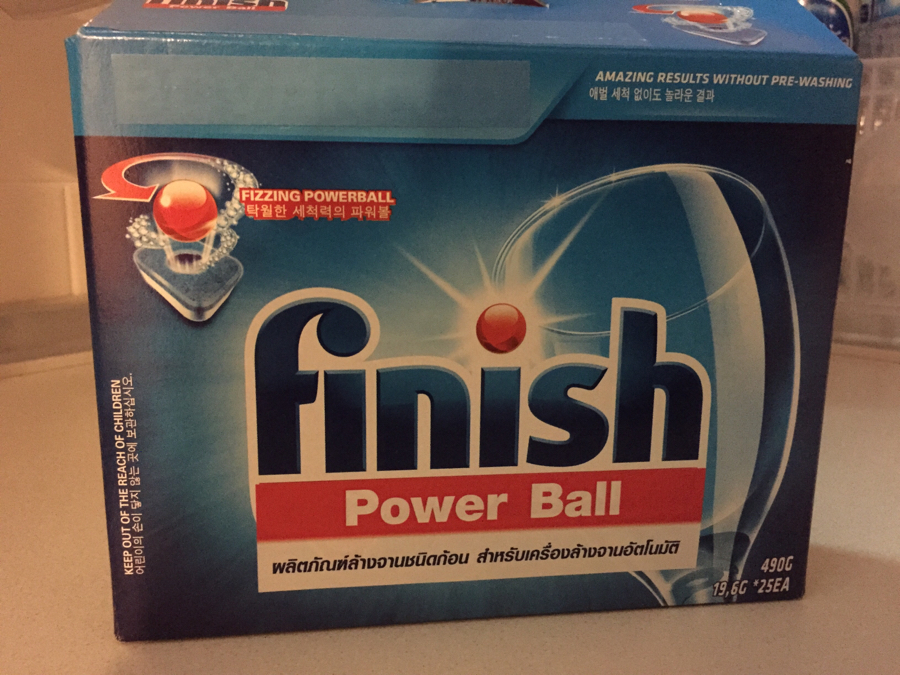 finish
Power Ball
AMAZING RESULTS WITHOUT PRE-WASHING
애벌 세척 없이도 놀라운 결과
FIZZING POWERBALL
탁월한 세척력의 파워볼
finish
Power Ball
ผลิตภัณฑ์ล้างจานชนิดก้อน สำหรับเครื่องล้างจานอัตโนมัติ
KEEP OUT OF THE REACH OF CHILDREN
어린이의 손이 닿지 않는 곳에 보관하십시오.
490G
19,6G *25EA